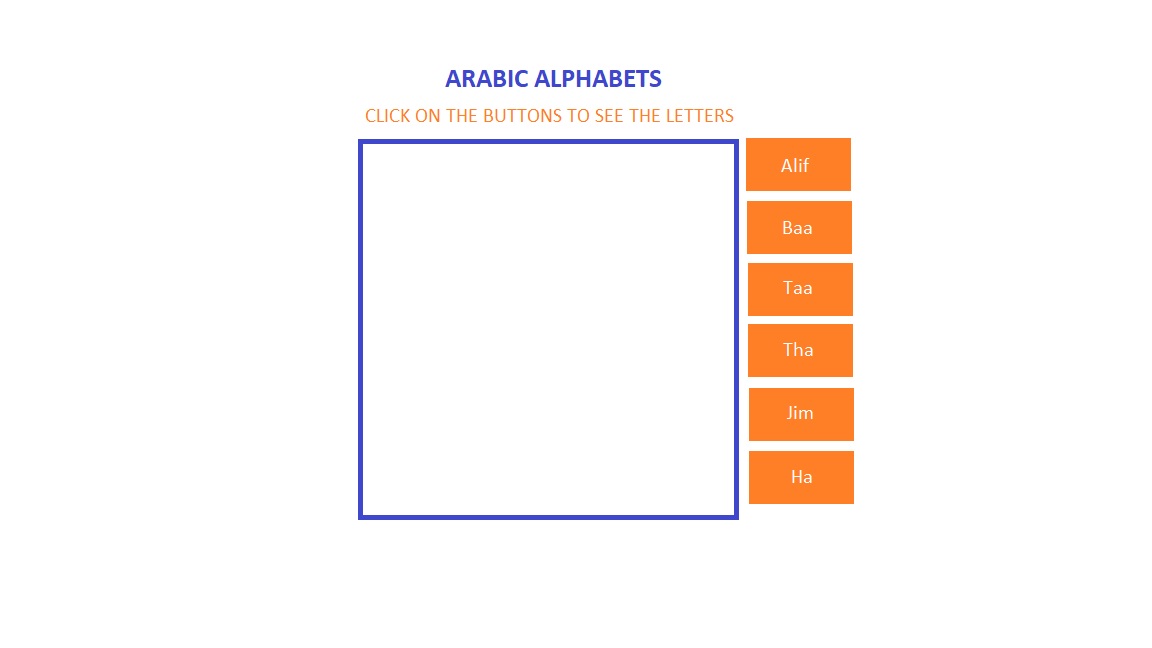 ARABIC ALPHABETS
CLICK ON THE BUTTONS TO SEE THE LETTERS
Alif
Baa
Taa
Tha
Jim
Ha